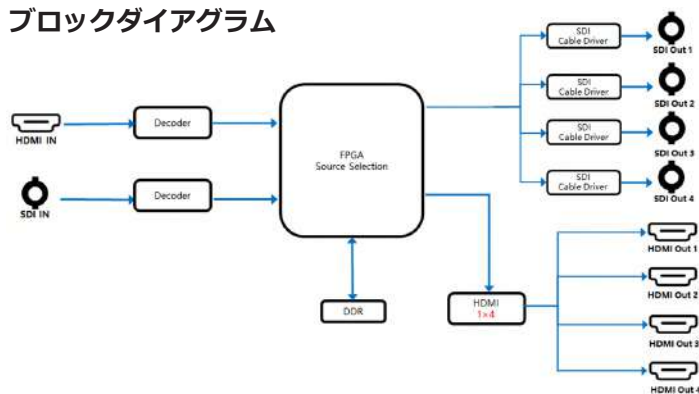 ブロックダイアグラム
HDMI IN
Decoder
SDI IN
Decoder
FPGA
Source Selection
DDR
HDMI
1×4
SDI
Cable Driver
SDI Out 1
SDI
Cable Driver
SDI Out 2
SDI
Cable Driver
SDI Out 3
SDI
Cable Driver
SDI Out 4
HDMI Out 1
HDMI Out 2
HDMI Out 3
HDMI Out 4